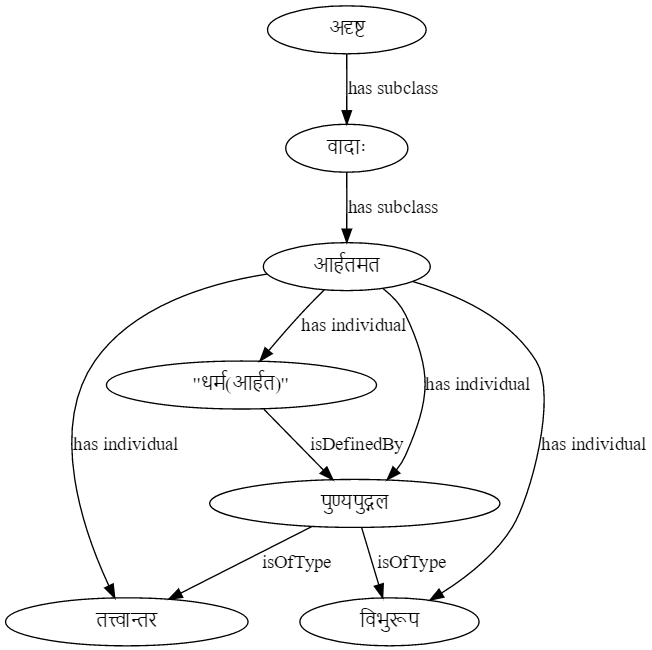 अदृष्ट
has subclass
वादाः
has subclass
आर्हतमत
has individual
"धर्म(आर्हत)"
has individual
has individual
isDefinedBy
has individual
पुण्यपुद्गल
isOfType
isOfType
तत्त्वान्तर
विभुरूप